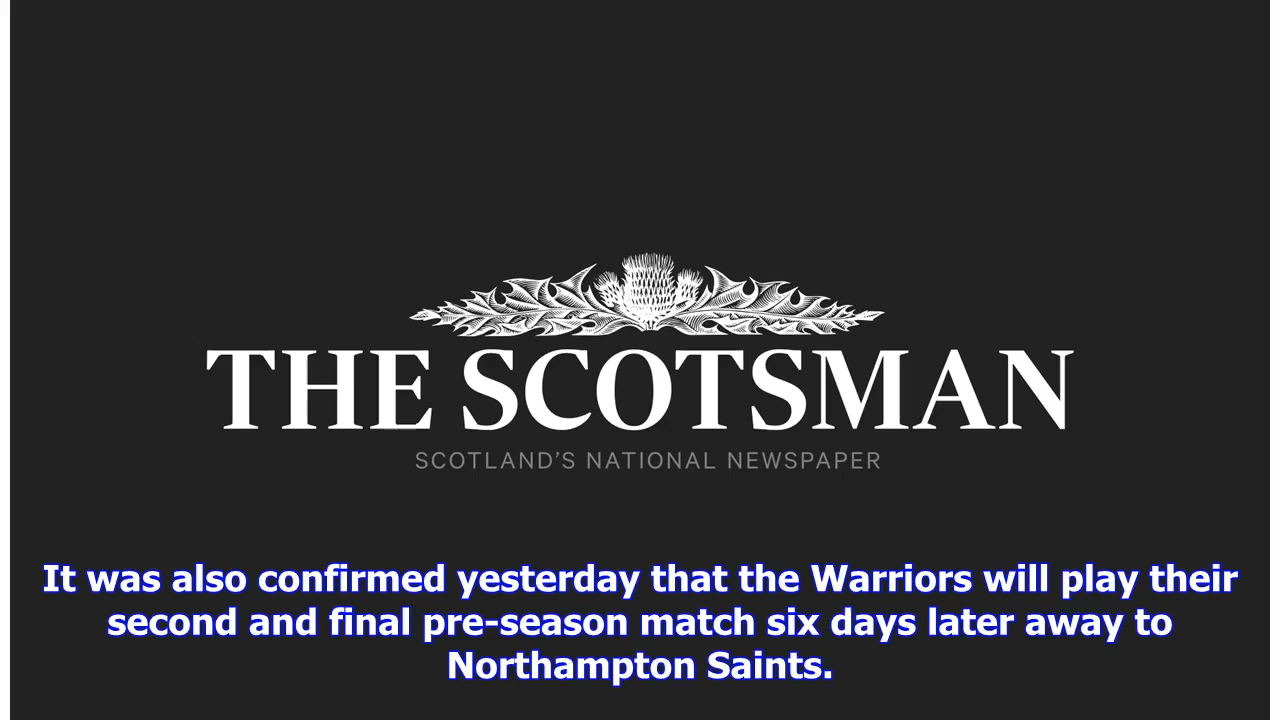 THE SCOTSMAN
SCOTLAND'S NATIONAL NEWSPAPER
It was also confirmed yesterday that the Warriors will play their
second and final pre-season match six days later away to
Northampton Saints.